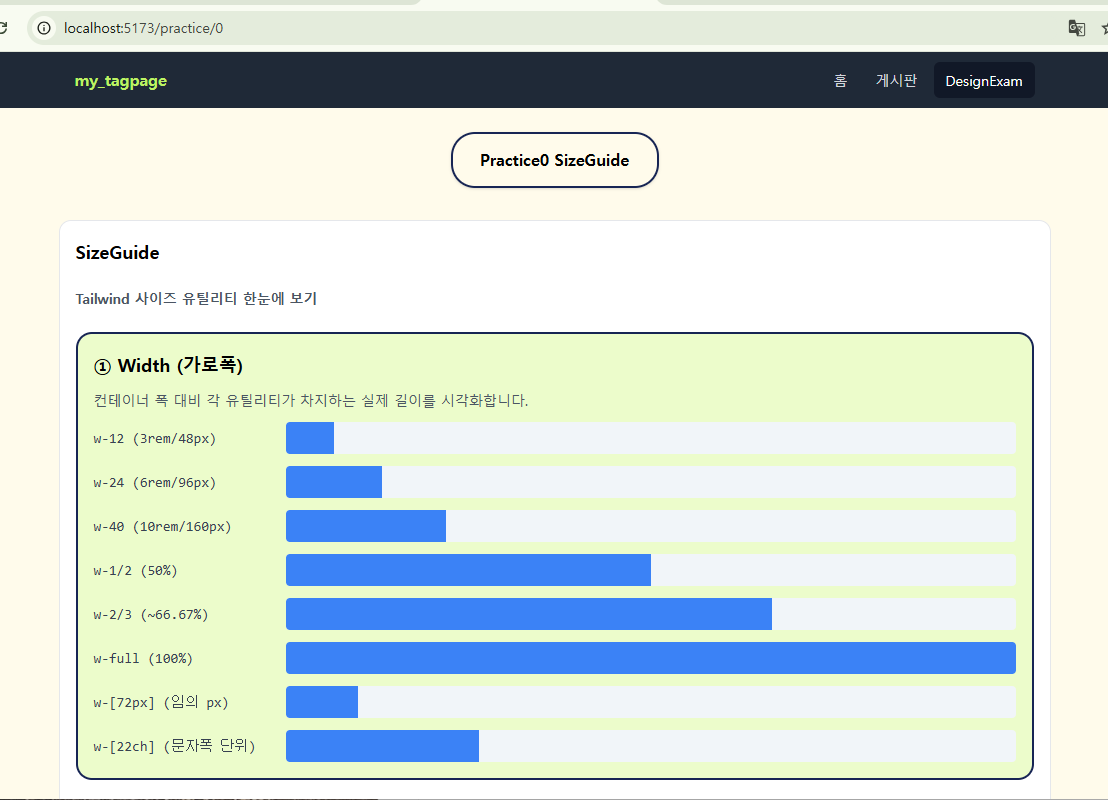 localhost:5173/practice/0
my_tagpage
홈 게시판 DesignExam
Practice0 SizeGuide
SizeGuide
Tailwind 사이즈 유틸리티 한눈에 보기
① Width (가로폭)
컨테이너 폭 대비 각 유틸리티가 차지하는 실제 길이를 시각화합니다.
w-12 (3rem/48px)
w-24 (6rem/96px)
w-40 (10rem/160px)
w-1/2 (50%)
w-2/3 (~66.67%)
w-full (100%)
w-[72px] (임의 px)
w-[22ch] (문자폭 단위)